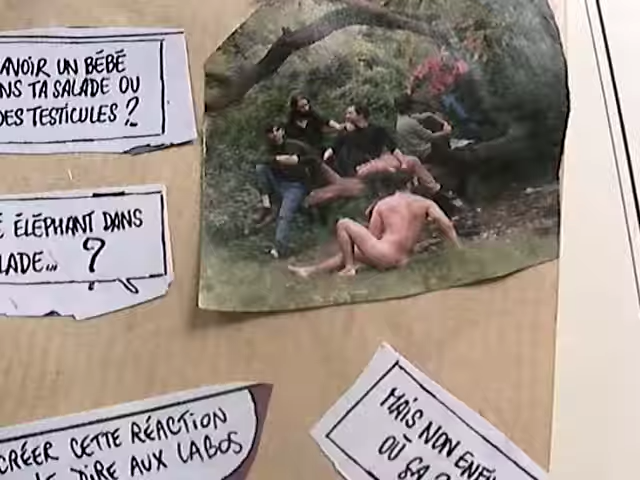 AVOIR UN BÉBÉ
NS TA SALADE OU
DES TESTICULES ?
E ÉLÉPHANT DANS
LADE... ?
CRÉER CETTE RÉACTION
DIRE AUX LABOS
MAIS NON ENFIN
OÙ